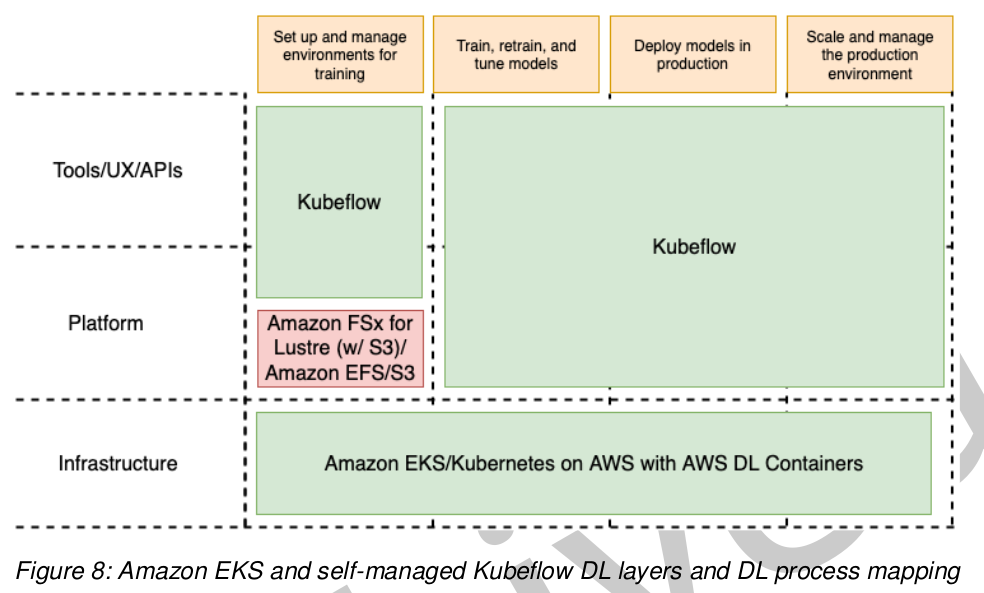 Set up and manage
environments for
training
Train, retrain, and
tune models
Deploy models in
production
Scale and manage
the production
environment
Tools/UX/APIs
Kubeflow
Kubeflow
Platform
Amazon FSx for
Lustre (w/ S3)/
Amazon EFS/S3
Infrastructure
Amazon EKS/Kubernetes on AWS with AWS DL Containers
Figure 8: Amazon EKS and self-managed Kubeflow DL layers and DL process mapping